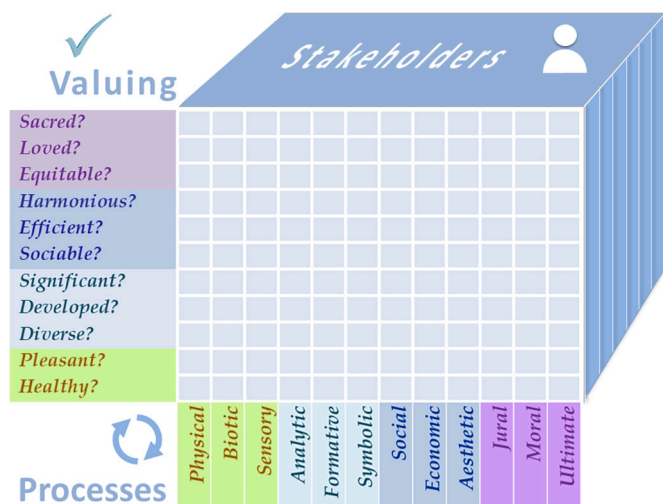 Stakeholders
Valuing
Sacred?
Loved?
Equitable?
Harmonious?
Efficient?
Sociable?
Significant?
Developed?
Diverse?
Pleasant?
Healthy?
Processes
Physical
Biotic
Sensory
Analytic
Formative
Symbolic
Social
Economic
Aesthetic
Jural
Moral
Ultimate